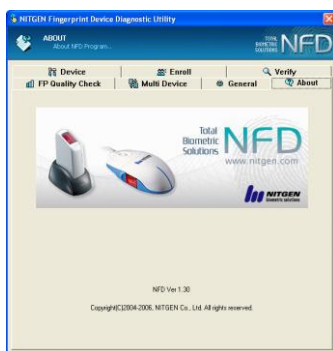 NITGEN Fingerprint Device Diagnostic Utility
ABOUT
About NFD Program...
TOTAL
BIOMETRIC
SOLUTIONS
NFD
Device
Enroll
Verify
FP Quality Check
Multi Device
General
About
Total
Biometric
Solutions
NFD
www.nitgen.com
NITGEN
biometric solutions
NFD Ver 1.30
Copyright(C)2004-2006, NITGEN Co., Ltd. All rights reserved.